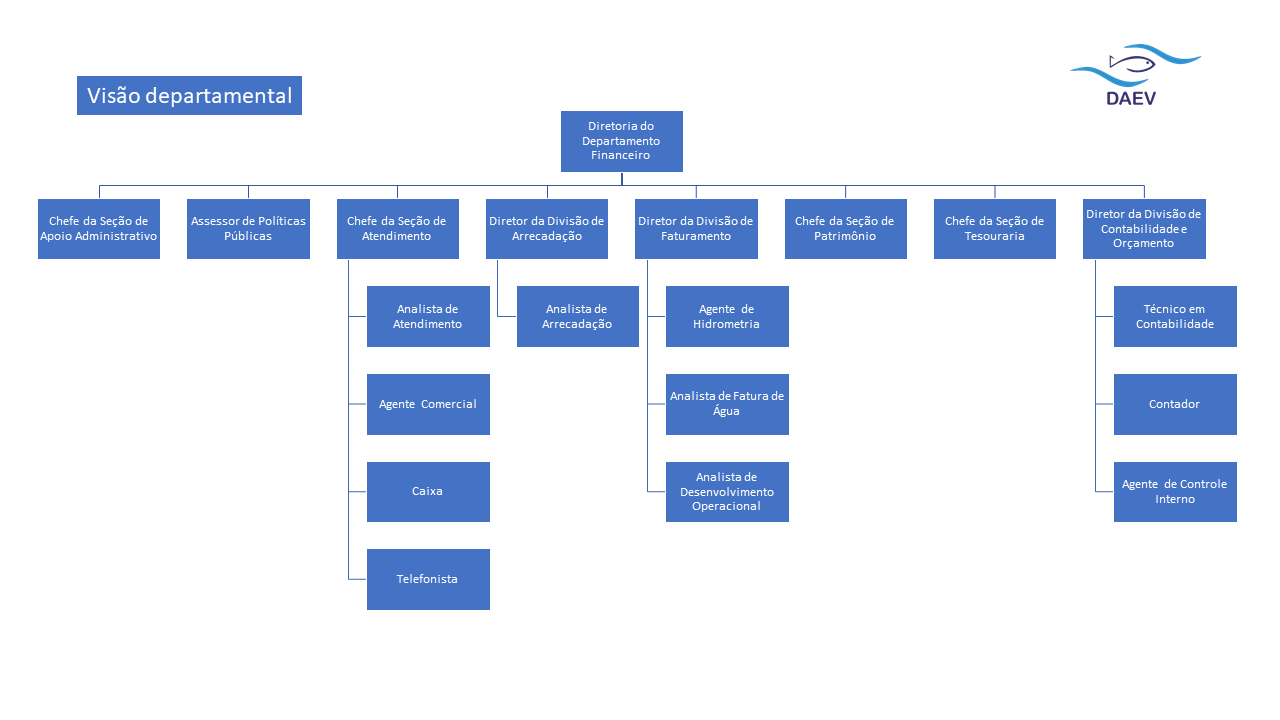 Visão departamental
DAEV
Diretoria do
Departamento
Financeiro
Chefe da Seção de
Apoio Administrativo
Assessor de Políticas
Públicas
Chefe da Seção de
Atendimento
Diretor da Divisão de
Arrecadação
Diretor da Divisão de
Faturamento
Chefe da Seção de
Patrimônio
Chefe da Seção de
Tesouraria
Diretor da Divisão de
Contabilidade e
Orçamento
Analista de
Atendimento
Analista de
Arrecadação
Agente de
Hidrometria
Técnico em
Contabilidade
Agente Comercial
Analista de Fatura de
Água
Contador
Caixa
Analista de
Desenvolvimento
Operacional
Agente de Controle
Interno
Telefonista